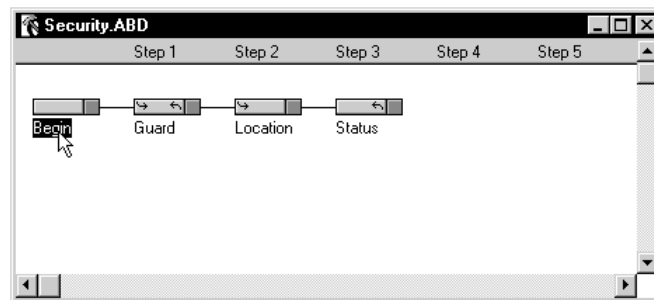 Security.ABD
Step 1 Step 2 Step 3 Step 4 Step 5
Begin Guard Location Status